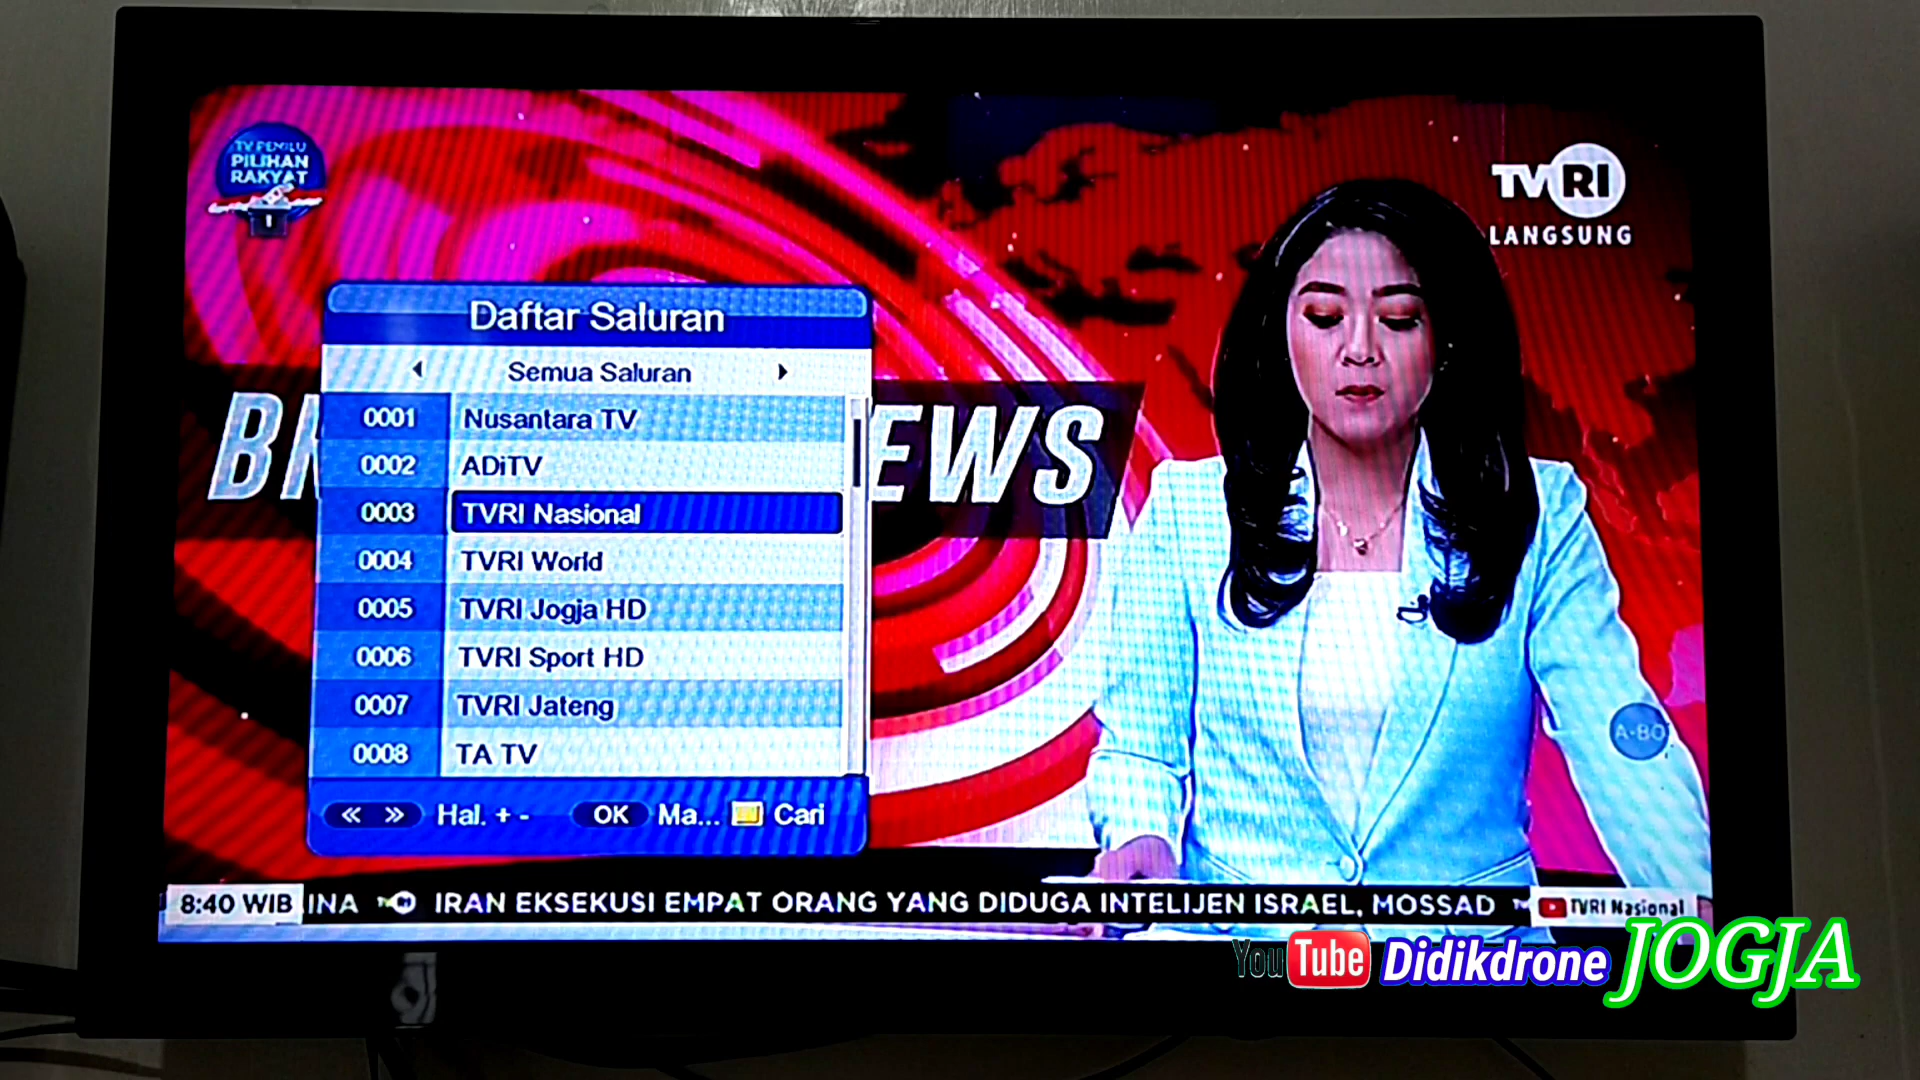 TV PEMILU
PILIHAN
RAKYAT
TVRI
LANGSUNG
Daftar Saluran
Semua Saluran
0001 Nusantara TV
0002 ADiTV
0003 TVRI Nasional
0004 TVRI World
0005 TVRI Jogja HD
0006 TVRI Sport HD
0007 TVRI Jateng
0008 TA TV
« » Hal. + - OK Ma... Cari
BR
EWS
A-BO
8:40 WIB INA IRAN EKSEKUSI EMPAT ORANG YANG DIDUGA INTELIJEN ISRAEL, MOSSAD TVRI Nasional
YouTube Didikdrone JOGJA